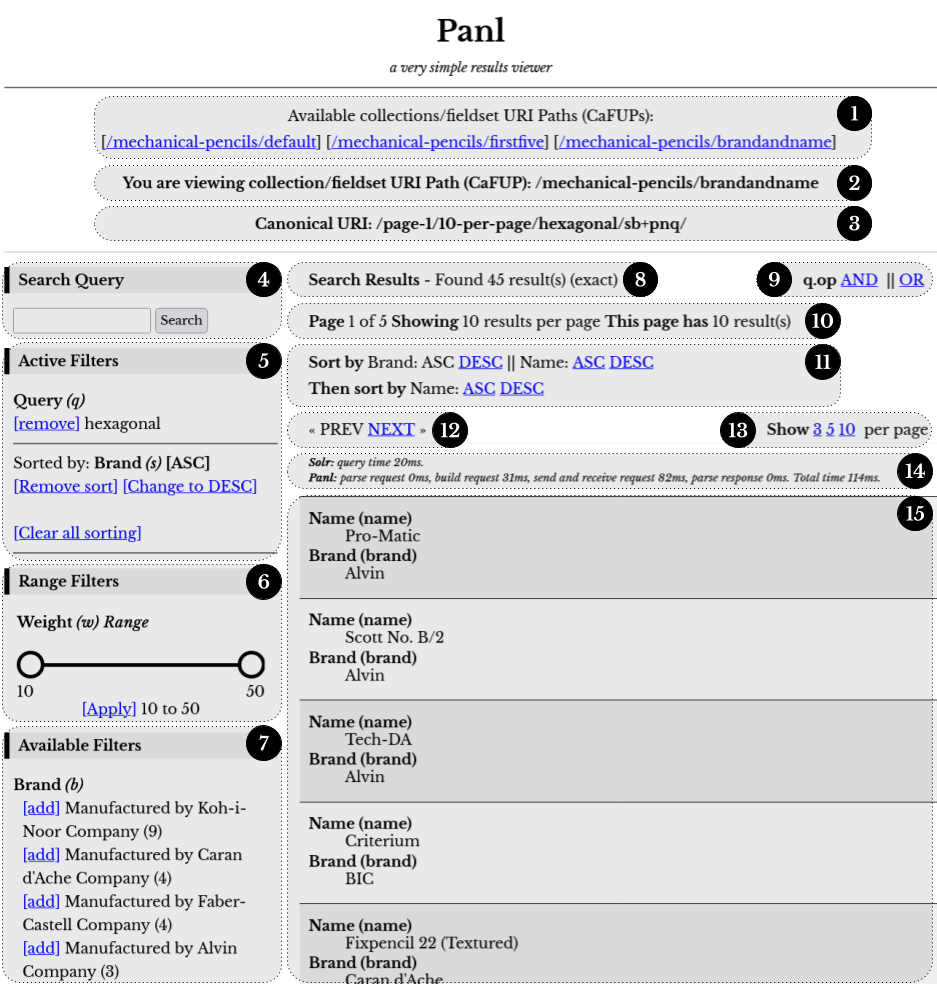 Panl
a very simple results viewer
Available collections/fieldset URI Paths (CaFUPs):
1
[/mechanical-pencils/default] [/mechanical-pencils/firstfive] [/mechanical-pencils/brandandname]
You are viewing collection/fieldset URI Path (CaFUP): /mechanical-pencils/brandandname
2
Canonical URI: /page-1/10-per-page/hexagonal/sb+pnq/
3
Search Query
4
Search
Active Filters
5
Query (q)
[remove] hexagonal
Sorted by: Brand (s) [ASC]
[Remove sort] [Change to DESC]
[Clear all sorting]
Range Filters
6
Weight (w) Range
10 50
[Apply] 10 to 50
Available Filters
7
Brand (b)
[add] Manufactured by Koh-i-
Noor Company (9)
[add] Manufactured by Caran
d'Ache Company (4)
[add] Manufactured by Faber-
Castell Company (4)
[add] Manufactured by Alvin
Company (3)
Search Results - Found 45 result(s) (exact)
8
9
q.op AND || OR
Page 1 of 5 Showing 10 results per page This page has 10 result(s)
10
Sort by Brand: ASC DESC || Name: ASC DESC
11
Then sort by Name: ASC DESC
« PREV NEXT »
12
13
Show 3 5 10 per page
Solr: query time 20ms.
Panl: parse request 0ms, build request 31ms, send and receive request 82ms, parse response 0ms. Total time 114ms.
14
15
Name (name)
Pro-Matic
Brand (brand)
Alvin
Name (name)
Scott No. B/2
Brand (brand)
Alvin
Name (name)
Tech-DA
Brand (brand)
Alvin
Name (name)
Criterium
Brand (brand)
BIC
Name (name)
Fixpencil 22 (Textured)
Brand (brand)
Caran d'Ache